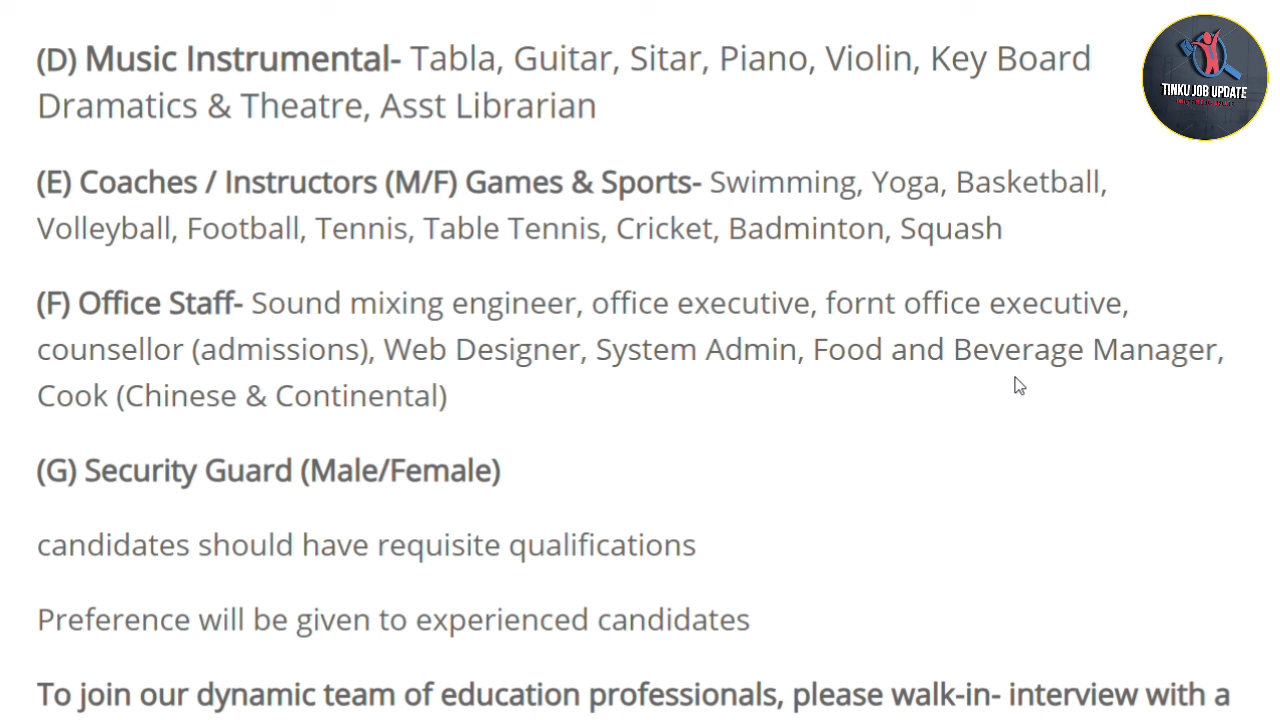 (D) Music Instrumental- Tabla, Guitar, Sitar, Piano, Violin, Key Board
Dramatics & Theatre, Asst Librarian
(E) Coaches / Instructors (M/F) Games & Sports- Swimming, Yoga, Basketball,
Volleyball, Football, Tennis, Table Tennis, Cricket, Badminton, Squash
(F) Office Staff- Sound mixing engineer, office executive, fornt office executive,
counsellor (admissions), Web Designer, System Admin, Food and Beverage Manager,
Cook (Chinese & Continental)
(G) Security Guard (Male/Female)
candidates should have requisite qualifications
Preference will be given to experienced candidates
To join our dynamic team of education professionals, please walk-in- interview with a
TINKU JOB UPDATE